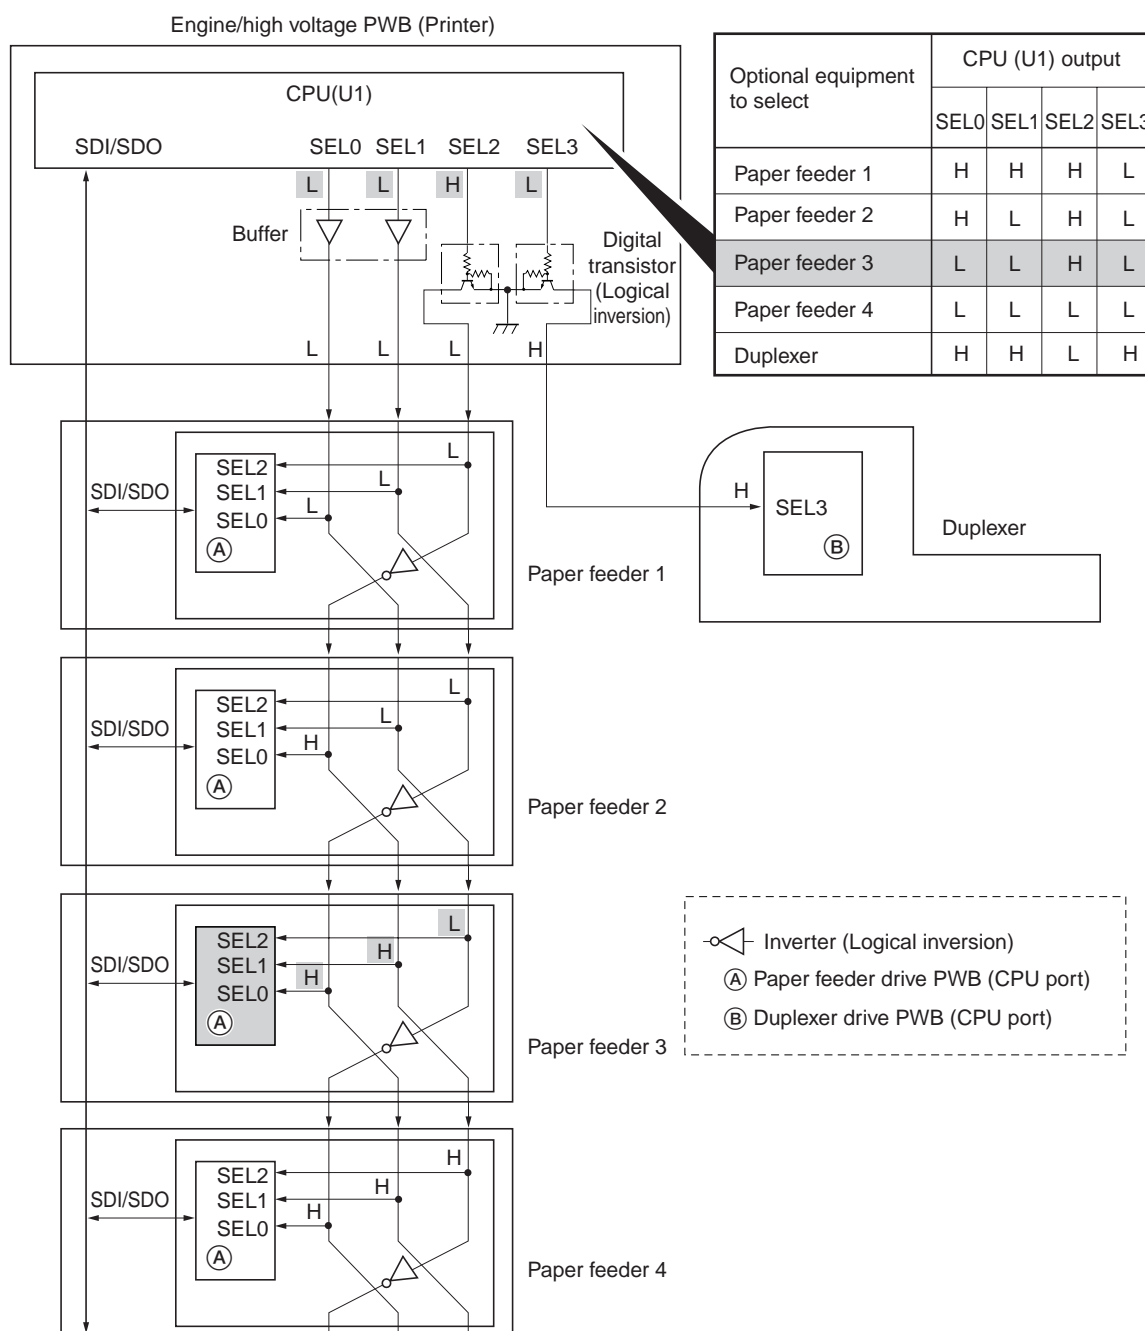 Engine/high voltage PWB (Printer)
CPU(U1)
SDI/SDO SEL0 SEL1 SEL2 SEL3
L L H L
Buffer
Digital
transistor
(Logical
inversion)
L L L H
Optional equipment
to select
CPU (U1) output
SEL0 SEL1 SEL2 SEL3
Paper feeder 1 H H H L
Paper feeder 2 H L H L
Paper feeder 3 L L H L
Paper feeder 4 L L L L
Duplexer H H L H
SDI/SDO
SEL2 L
SEL1 L
SEL0 L
A
Paper feeder 1
H
SEL3
B
Duplexer
SDI/SDO
SEL2 L
SEL1 L
SEL0 H
A
Paper feeder 2
SDI/SDO
SEL2 L
SEL1 H
SEL0 H
A
Paper feeder 3
Inverter (Logical inversion)
A Paper feeder drive PWB (CPU port)
B Duplexer drive PWB (CPU port)
SDI/SDO
SEL2 H
SEL1 H
SEL0 H
A
Paper feeder 4